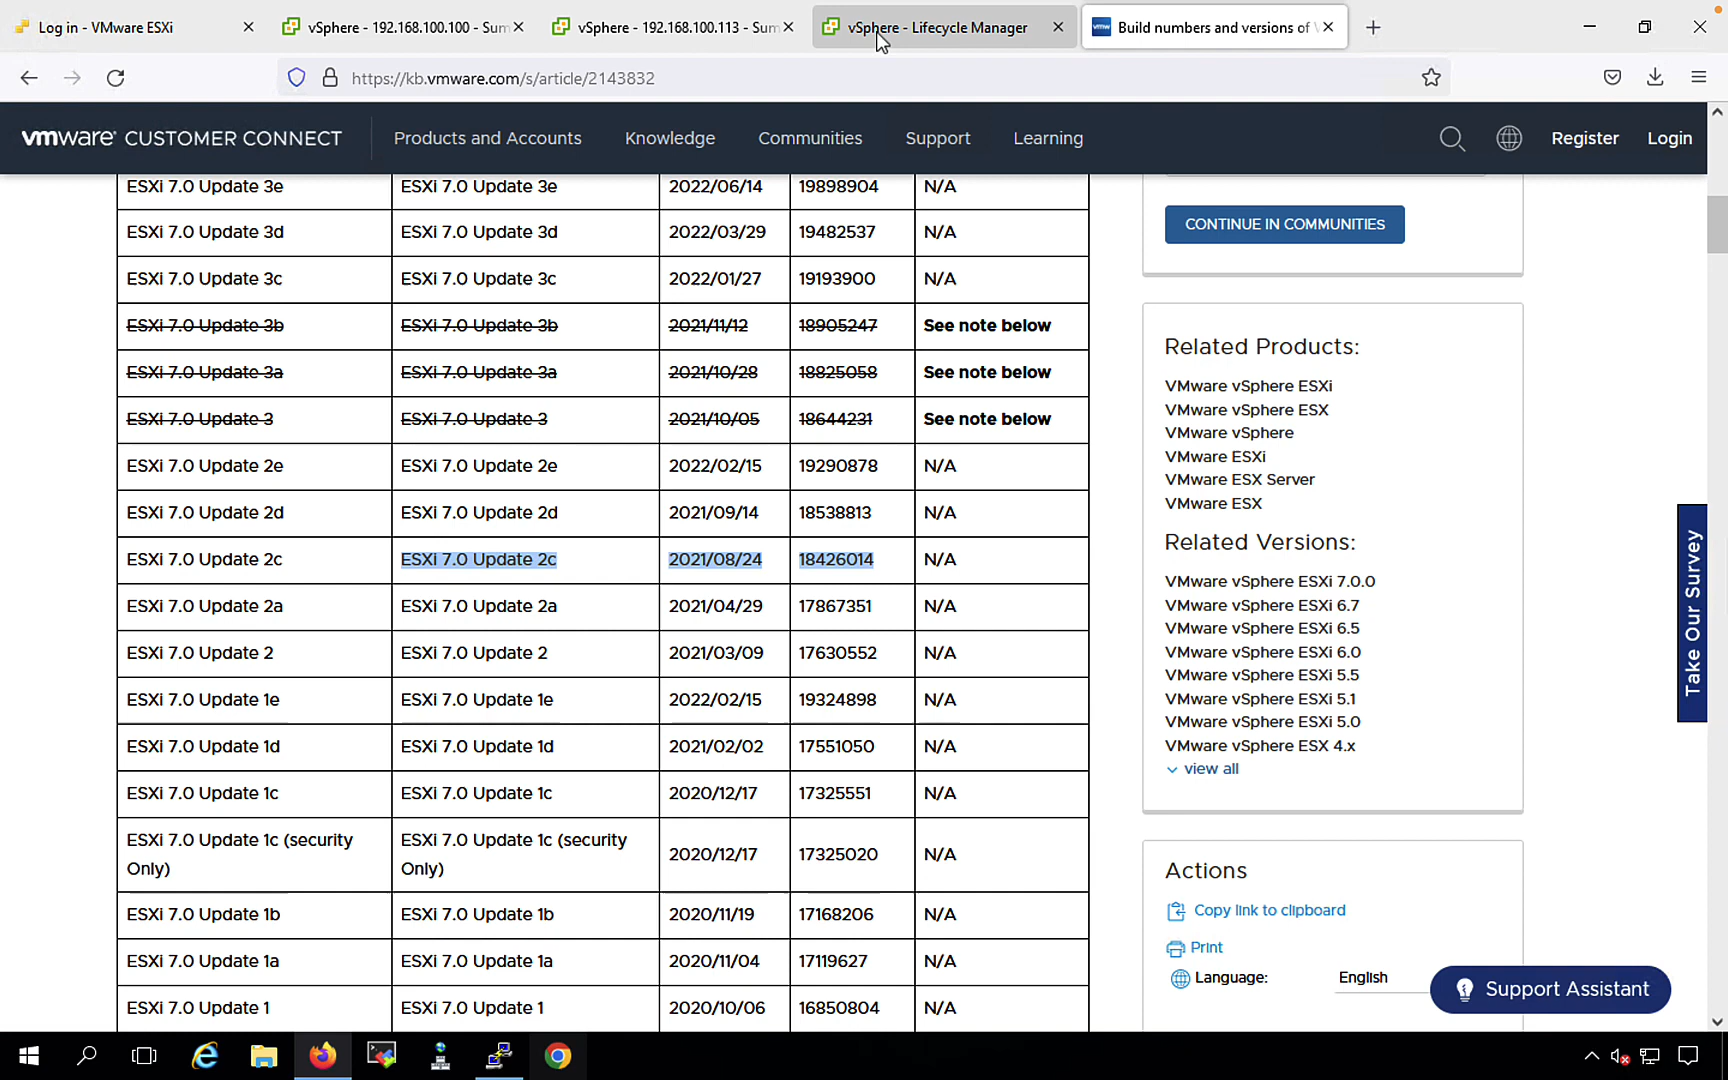 Log in - VMware ESXi
vSphere - 192.168.100.100 - Sum
vSphere - 192.168.100.113 - Sum
vSphere - Lifecycle Manager
Build numbers and versions of
https://kb.vmware.com/s/article/2143832
vmware CUSTOMER CONNECT
Products and Accounts
Knowledge
Communities
Support
Learning
Register
Login
ESXi 7.0 Update 3e ESXi 7.0 Update 3e 2022/06/14 19898904 N/A
ESXi 7.0 Update 3d ESXi 7.0 Update 3d 2022/03/29 19482537 N/A
ESXi 7.0 Update 3c ESXi 7.0 Update 3c 2022/01/27 19193900 N/A
ESXi 7.0 Update 3b ESXi 7.0 Update 3b 2021/11/12 18905247 See note below
ESXi 7.0 Update 3a ESXi 7.0 Update 3a 2021/10/28 18825058 See note below
ESXi 7.0 Update 3 ESXi 7.0 Update 3 2021/10/05 18644231 See note below
ESXi 7.0 Update 2e ESXi 7.0 Update 2e 2022/02/15 19290878 N/A
ESXi 7.0 Update 2d ESXi 7.0 Update 2d 2021/09/14 18538813 N/A
ESXi 7.0 Update 2c ESXi 7.0 Update 2c 2021/08/24 18426014 N/A
ESXi 7.0 Update 2a ESXi 7.0 Update 2a 2021/04/29 17867351 N/A
ESXi 7.0 Update 2 ESXi 7.0 Update 2 2021/03/09 17630552 N/A
ESXi 7.0 Update 1e ESXi 7.0 Update 1e 2022/02/15 19324898 N/A
ESXi 7.0 Update 1d ESXi 7.0 Update 1d 2021/02/02 17551050 N/A
ESXi 7.0 Update 1c ESXi 7.0 Update 1c 2020/12/17 17325551 N/A
ESXi 7.0 Update 1c (security ESXi 7.0 Update 1c (security 2020/12/17 17325020 N/A
Only) Only)
ESXi 7.0 Update 1b ESXi 7.0 Update 1b 2020/11/19 17168206 N/A
ESXi 7.0 Update 1a ESXi 7.0 Update 1a 2020/11/04 17119627 N/A
ESXi 7.0 Update 1 ESXi 7.0 Update 1 2020/10/06 16850804 N/A
CONTINUE IN COMMUNITIES
Related Products:
VMware vSphere ESXi
VMware vSphere ESX
VMware vSphere
VMware ESXi
VMware ESX Server
VMware ESX
Related Versions:
VMware vSphere ESXi 7.0.0
VMware vSphere ESXi 6.7
VMware vSphere ESXi 6.5
VMware vSphere ESXi 6.0
VMware vSphere ESXi 5.5
VMware vSphere ESXi 5.1
VMware vSphere ESXi 5.0
VMware vSphere ESX 4.x
view all
Actions
Copy link to clipboard
Print
Language: English
Support Assistant
Take Our Survey